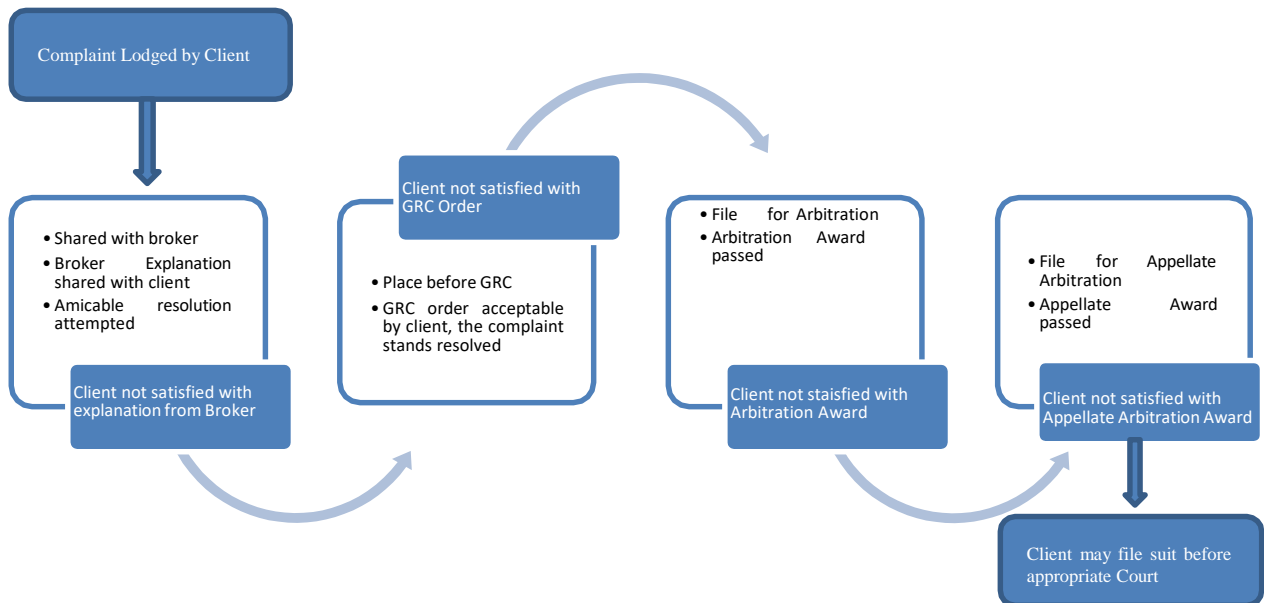 Complaint Lodged by Client
• Shared with broker
• Broker Explanation
shared with client
• Amicable resolution
attempted
Client not satisfied with
explanation from Broker
Client not satisfied with
GRC Order
• Place before GRC
• GRC order acceptable
by client, the complaint
stands resolved
• File for Arbitration
• Arbitration Award
passed
Client not staisfied with
Arbitration Award
• File for Appellate
Arbitration
• Appellate Award
passed
Client not satisfied with
Appellate Arbitration Award
Client may file suit before
appropriate Court